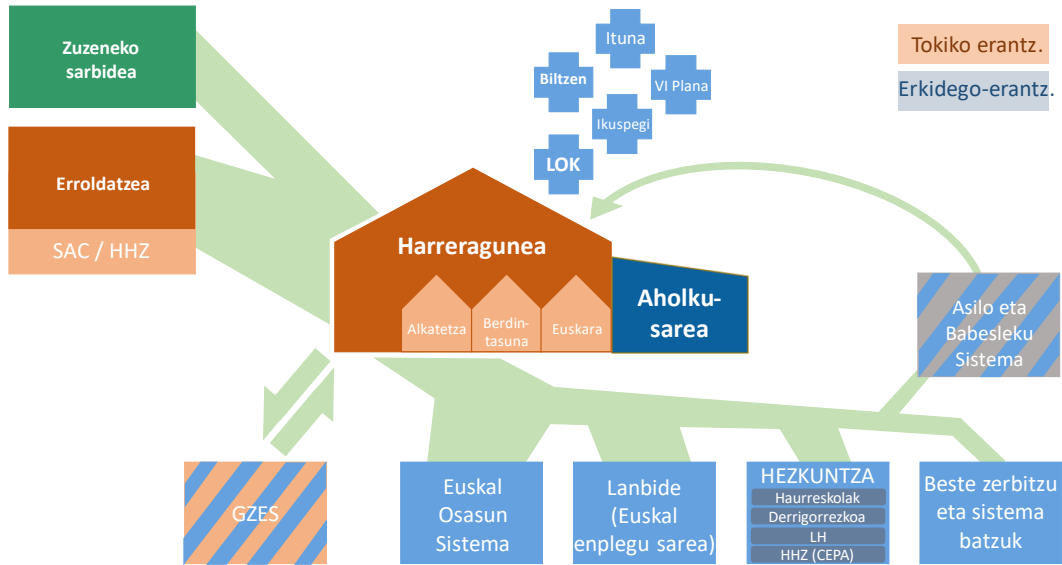 Zuzeneko
sarbidea
Erroldatzea
SAC / HHZ
Ituna
Biltzen
VI Plana
Ikuspegi
LOK
Tokiko erantz.
Erkidego-erantz.
Harreragunea
Alkatetza
Berdin-
tasuna
Euskara
Aholku-
sarea
Asilo eta
Babesleku
Sistema
GZES
Euskal
Osasun
Sistema
Lanbide
(Euskal
enplegu sarea)
HEZKUNTZA
Haurreskolak
Derrigorrezkoa
LH
HHZ (CEPA)
Beste zerbitzu
eta sistema
batzuk